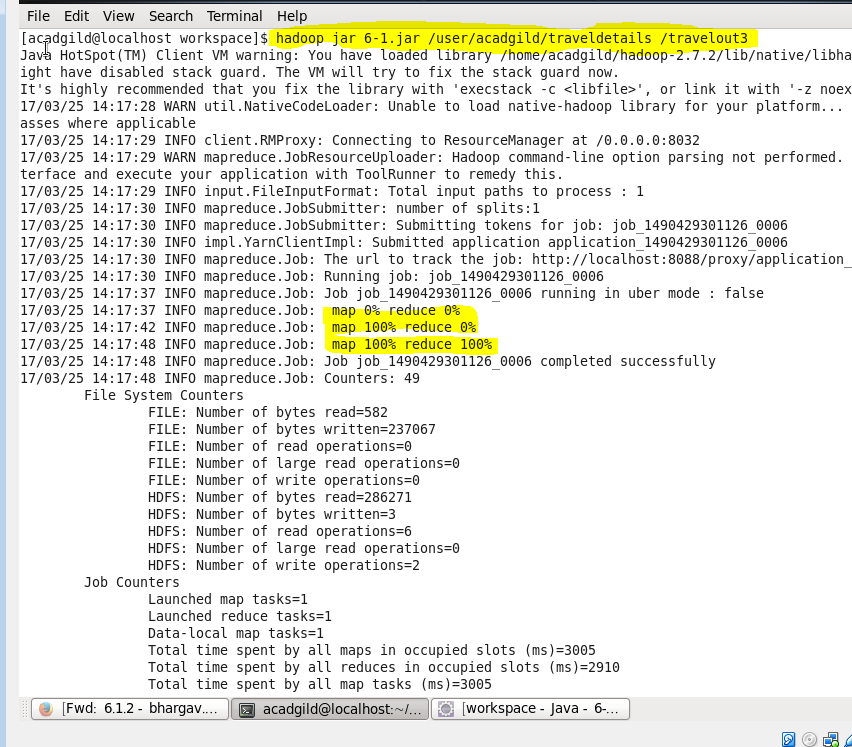 File Edit View Search Terminal Help
[acadgild@localhost workspace]$ hadoop jar 6-1.jar /user/acadgild/traveldetails /travelout3
Java HotSpot(TM) Client VM warning: You have loaded library /home/acadgild/hadoop-2.7.2/lib/native/libha
ight have disabled stack guard. The VM will try to fix the stack guard now.
It's highly recommended that you fix the library with 'execstack -c <libfile>', or link it with '-z noex
17/03/25 14:17:28 WARN util.NativeCodeLoader: Unable to load native-hadoop library for your platform...
asses where applicable
17/03/25 14:17:29 INFO client.RMProxy: Connecting to ResourceManager at /0.0.0.0:8032
17/03/25 14:17:29 WARN mapreduce.JobResourceUploader: Hadoop command-line option parsing not performed.
terface and execute your application with ToolRunner to remedy this.
17/03/25 14:17:29 INFO input.FileInputFormat: Total input paths to process : 1
17/03/25 14:17:30 INFO mapreduce.JobSubmitter: number of splits:1
17/03/25 14:17:30 INFO mapreduce.JobSubmitter: Submitting tokens for job: job_1490429301126_0006
17/03/25 14:17:30 INFO impl.YarnClientImpl: Submitted application application_1490429301126_0006
17/03/25 14:17:30 INFO mapreduce.Job: The url to track the job: http://localhost:8088/proxy/application_
17/03/25 14:17:30 INFO mapreduce.Job: Running job: job_1490429301126_0006
17/03/25 14:17:37 INFO mapreduce.Job: Job job_1490429301126_0006 running in uber mode : false
17/03/25 14:17:37 INFO mapreduce.Job:  map 0% reduce 0%
17/03/25 14:17:42 INFO mapreduce.Job:  map 100% reduce 0%
17/03/25 14:17:48 INFO mapreduce.Job:  map 100% reduce 100%
17/03/25 14:17:48 INFO mapreduce.Job: Job job_1490429301126_0006 completed successfully
17/03/25 14:17:48 INFO mapreduce.Job: Counters: 49
File System Counters
FILE: Number of bytes read=582
FILE: Number of bytes written=237067
FILE: Number of read operations=0
FILE: Number of large read operations=0
FILE: Number of write operations=0
HDFS: Number of bytes read=286271
HDFS: Number of bytes written=3
HDFS: Number of read operations=6
HDFS: Number of large read operations=0
HDFS: Number of write operations=2
Job Counters
Launched map tasks=1
Launched reduce tasks=1
Data-local map tasks=1
Total time spent by all maps in occupied slots (ms)=3005
Total time spent by all reduces in occupied slots (ms)=2910
Total time spent by all map tasks (ms)=3005
[Fwd: 6.1.2 - bhargav.... acadgild@localhost:~/... [workspace - Java - 6-...